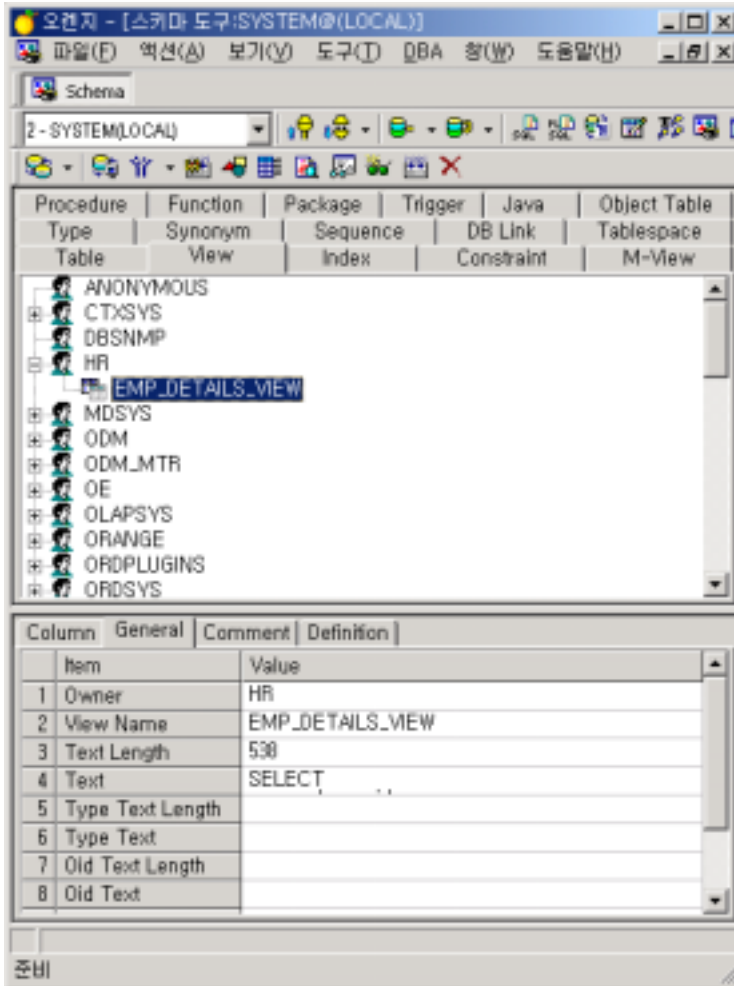 오렌지 - [스키마 도구:SYSTEM@(LOCAL)]
파일(F) 액션(A) 보기(V) 도구(T) DBA 창(W) 도움말(H)
Schema
2 - SYSTEM(LOCAL)
Procedure Function Package Trigger Java Object Table
Type Synonym Sequence DB Link Tablespace
Table View Index Constraint M-View
ANONYMOUS
CTXSYS
DBSNMP
HR
EMP_DETAILS_VIEW
MDSYS
ODM
ODM_MTR
OE
OLAPSYS
ORANGE
ORDPLUGINS
ORDSYS
Column General Comment Definition
Item Value
1 Owner HR
2 View Name EMP_DETAILS_VIEW
3 Text Length 538
4 Text SELECT
5 Type Text Length
6 Type Text
7 Oid Text Length
8 Oid Text
준비